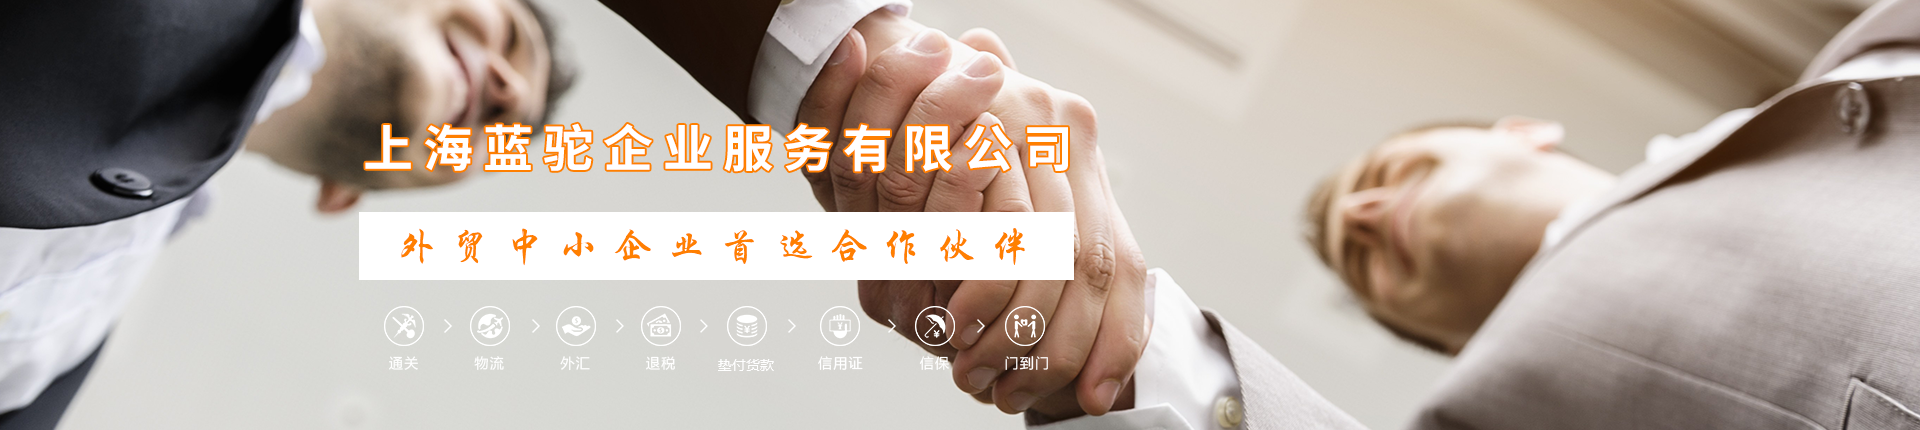 上海蓝驼企业服务有限公司
外贸中小企业首选合作伙伴
通关 物流 外汇 退税 垫付货款 信用证 信保 门到门